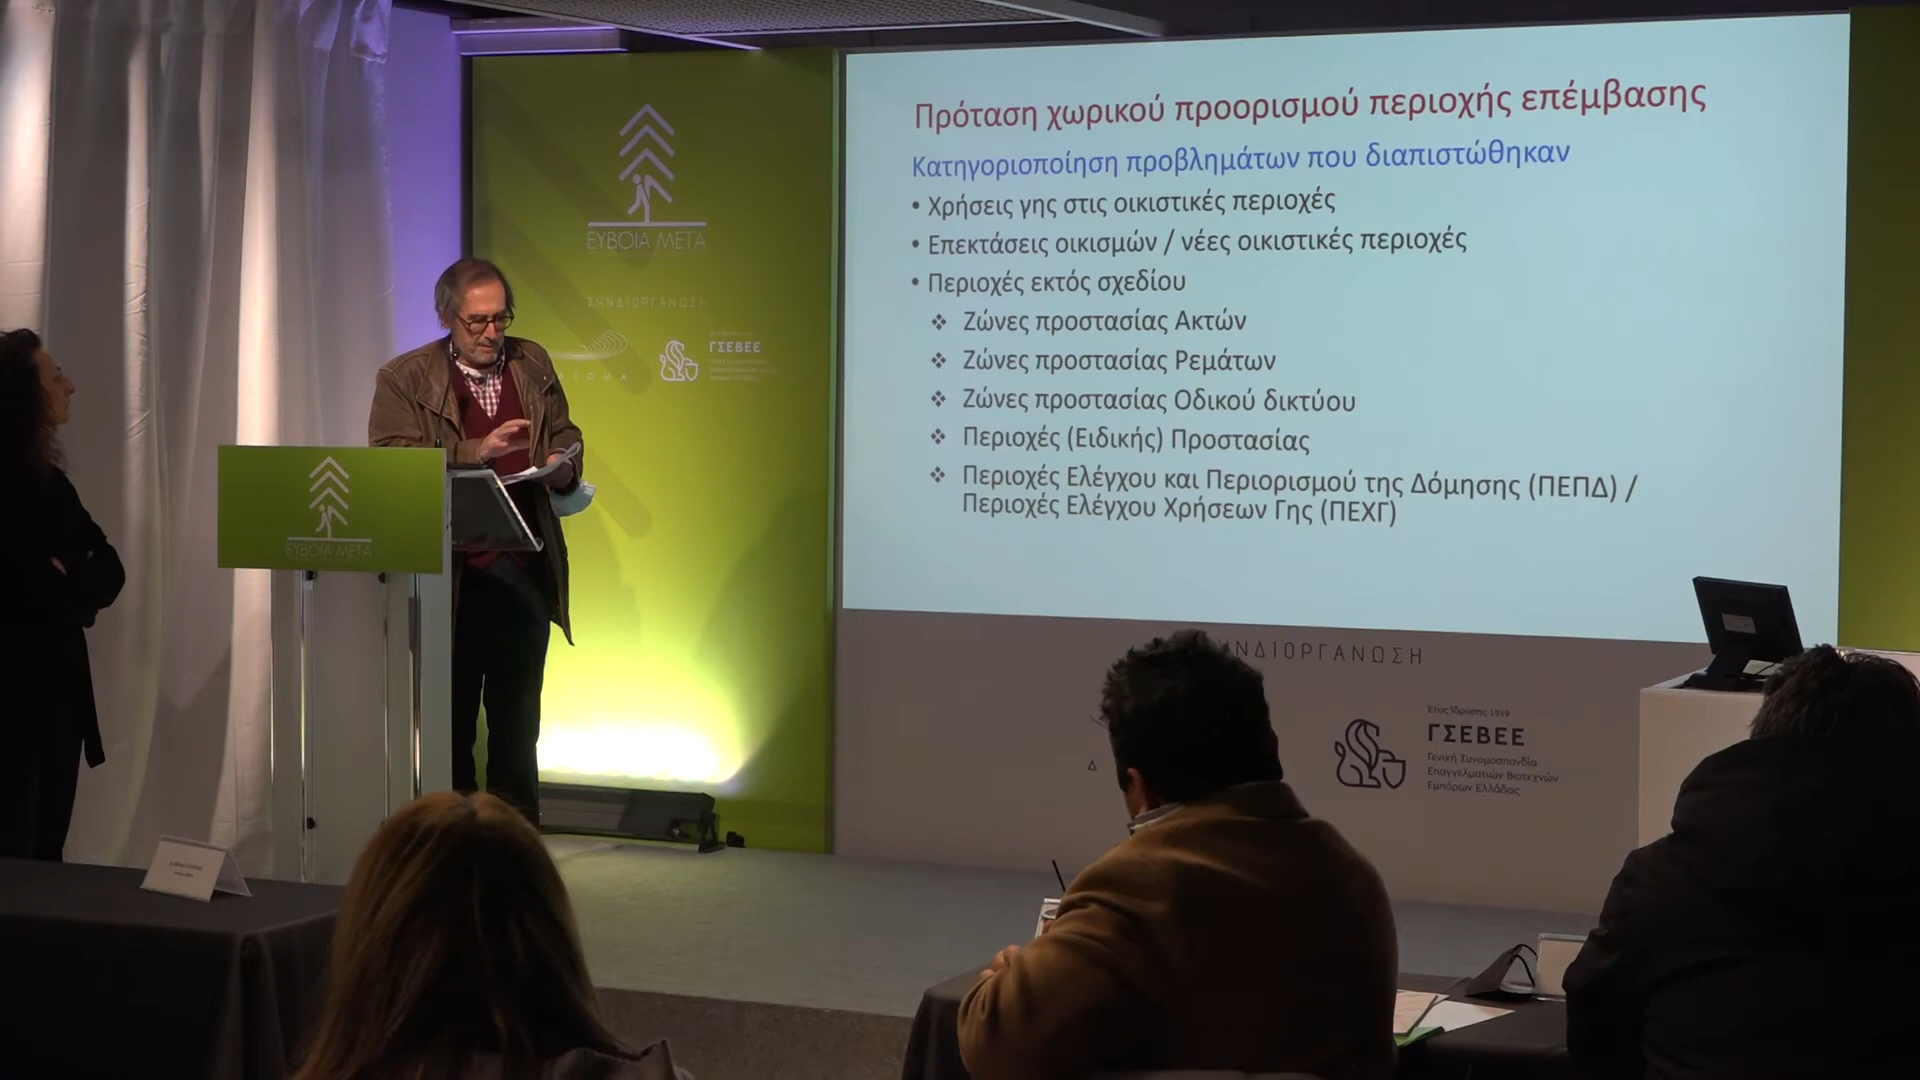 Πρόταση χωρικού προορισμού περιοχής επέμβασης
Κατηγοριοποίηση προβλημάτων που διαπιστώθηκαν
• Χρήσεις γης στις οικιστικές περιοχές
• Επεκτάσεις οικισμών / νέες οικιστικές περιοχές
• Περιοχές εκτός σχεδίου
❖ Ζώνες προστασίας Ακτών
❖ Ζώνες προστασίας Ρεμάτων
❖ Ζώνες προστασίας Οδικού δικτύου
❖ Περιοχές (Ειδικής) Προστασίας
❖ Περιοχές Ελέγχου και Περιορισμού της Δόμησης (ΠΕΠΔ) /
Περιοχές Ελέγχου Χρήσεων Γης (ΠΕΧΓ)
ΕΥΒΟΙΑ ΜΕΤΑ
ΣΥΝΔΙΟΡΓΑΝΩΣΗ
ΓΣΕΒΕΕ
ΕΥΒΟΙΑ ΜΕΤΑ
ΝΔΙΟΡΓΑΝΩΣΗ
Έτος Ίδρυσης 1919
ΓΣΕΒΕΕ
Γενική Συνομοσπονδία
Επαγγελματιών Βιοτεχνών
Εμπόρων Ελλάδας